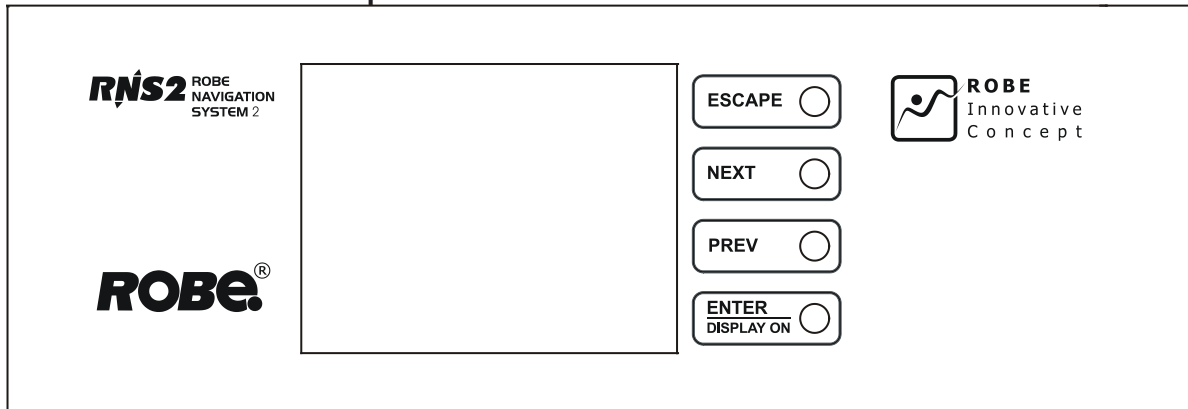 RNS2 ROBE
NAVIGATION
SYSTEM 2
ROBE®
ESCAPE
NEXT
PREV
ENTER
DISPLAY ON
ROBE
Innovative
Concept